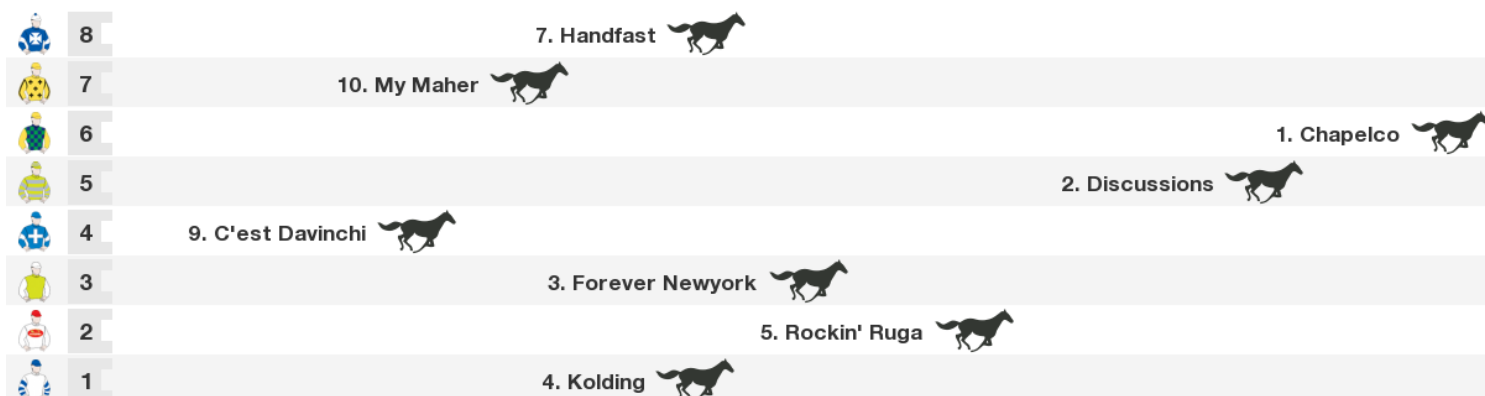 8 7. Handfast
7 10. My Maher
6 1. Chapelco
5 2. Discussions
4 9. C'est Davinchi
3 3. Forever Newyork
2 5. Rockin' Ruga
1 4. Kolding